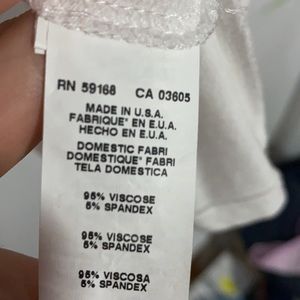 RN 59168 CA 03605
MADE IN U.S.A.
FABRIQUE' EN E.U.A.
HECHO EN E.U.A.
DOMESTIC FABRI
DOMESTIQUE' FABRI
TELA DOMESTICA
95% VISCOSE
5% SPANDEX
95% VISCOSE
5% SPANDEX
95% VISCOSA
5% SPANDEX